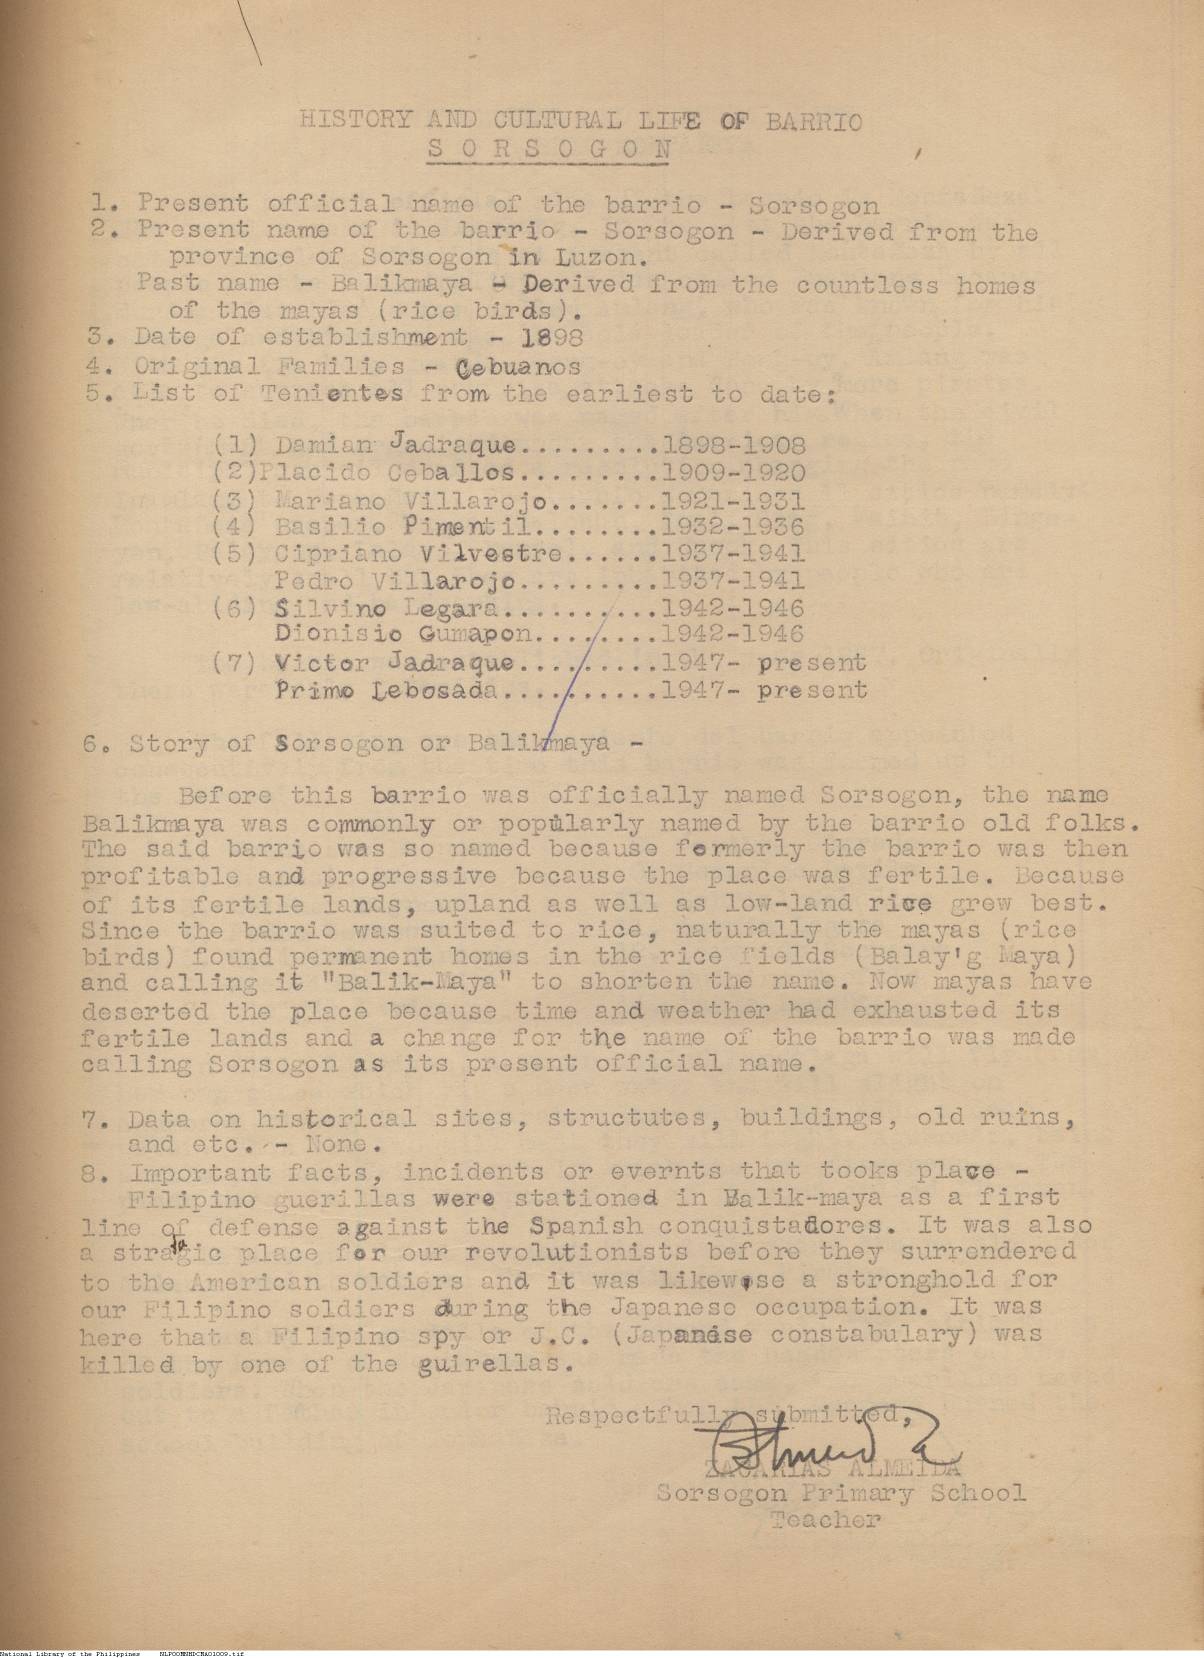 HISTORY AND CULTURAL LIFE OF BARRIO
S O R S O G O N
1. Present official name of the barrio - Sorsogon
2. Present name of the barrio - Sorsogon - Derived from the
province of Sorsogon in Luzon.
Past name - Balikmaya - Derived from the countless homes
of the mayas (rice birds).
3. Date of establishment - 1898
4. Original Families - Cebuanos
5. List of Tenientes from the earliest to date:
(1) Damian Jadraque.........1898-1908
(2)Placido Ceballos.........1909-1920
(3) Mariano Villarojo.......1921-1931
(4) Basilio Pimentil........1932-1936
(5) Cipriano Vilvestre......1937-1941
Pedro Villarojo.........1937-1941
(6) Silvino Legara..........1942-1946
Dionisio Gumapon........1942-1946
(7) Victor Jadraque.........1947- present
Primo Lebosada..........1947- present
6. Story of Sorsogon or Balikmaya -
Before this barrio was officially named Sorsogon, the name
Balikmaya was commonly or popularly named by the barrio old folks.
The said barrio was so named because formerly the barrio was then
profitable and progressive because the place was fertile. Because
of its fertile lands, upland as well as low-land rice grew best.
Since the barrio was suited to rice, naturally the mayas (rice
birds) found permanent homes in the rice fields (Balay'g Maya)
and calling it "Balik-Maya" to shorten the name. Now mayas have
deserted the place because time and weather had exhausted its
fertile lands and a change for the name of the barrio was made
calling Sorsogon as its present official name.
7. Data on historical sites, structutes, buildings, old ruins,
and etc. - None.
8. Important facts, incidents or evernts that tooks place -
Filipino guerillas were stationed in Balik-maya as a first
line of defense against the Spanish conquistadores. It was also
a stratagic place for our revolutionists before they surrendered
to the American soldiers and it was likewise a stronghold for
our Filipino soldiers during the Japanese occupation. It was
here that a Filipino spy or J.C. (Japanese constabulary) was
killed by one of the guirellas.
Respectfully submitted,
ZACARIAS ALMEIDA
Sorsogon Primary School
Teacher
National Library of the Philippines NLPOOMNHDCMAO1009.tif